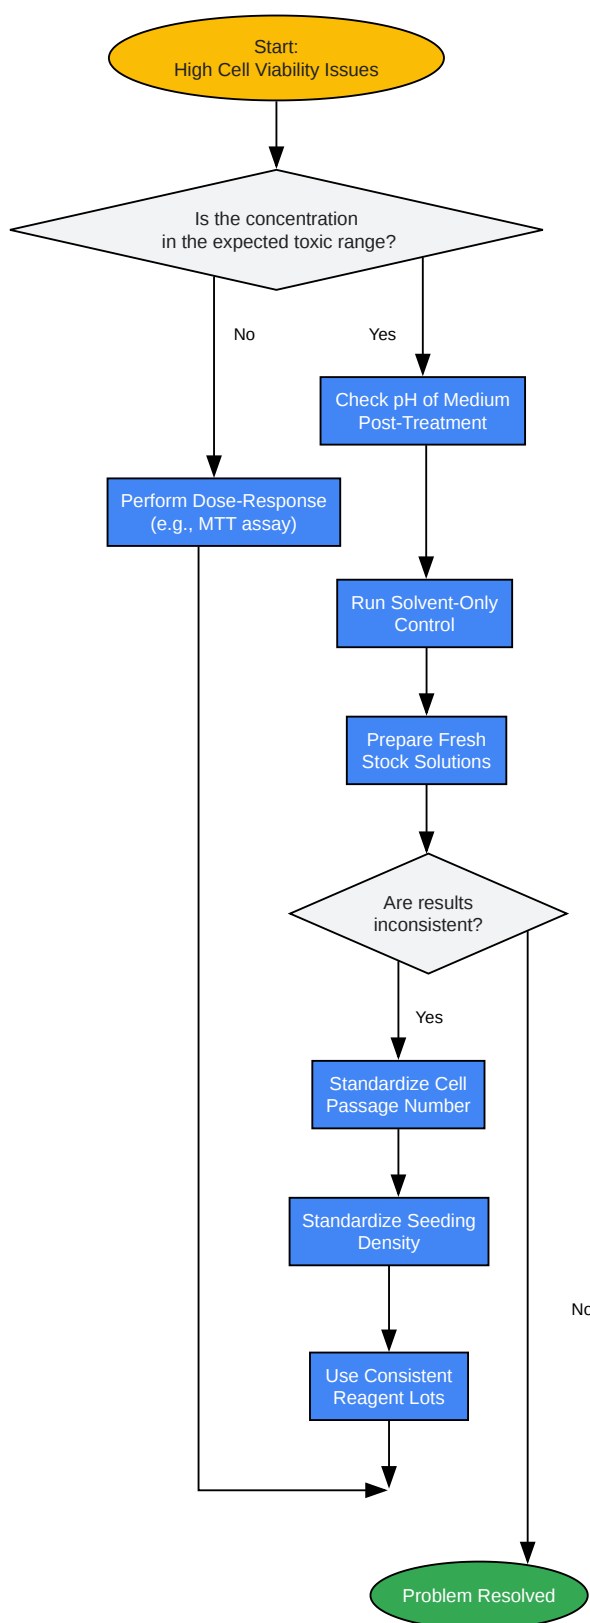 Start:
High Cell Viability Issues
Is the concentration
in the expected toxic range?
No
Yes
Check pH of Medium
Post-Treatment
Perform Dose-Response
(e.g., MTT assay)
Run Solvent-Only
Control
Prepare Fresh
Stock Solutions
Are results
inconsistent?
Yes
Standardize Cell
Passage Number
Standardize Seeding
Density
No
Use Consistent
Reagent Lots
Problem Resolved